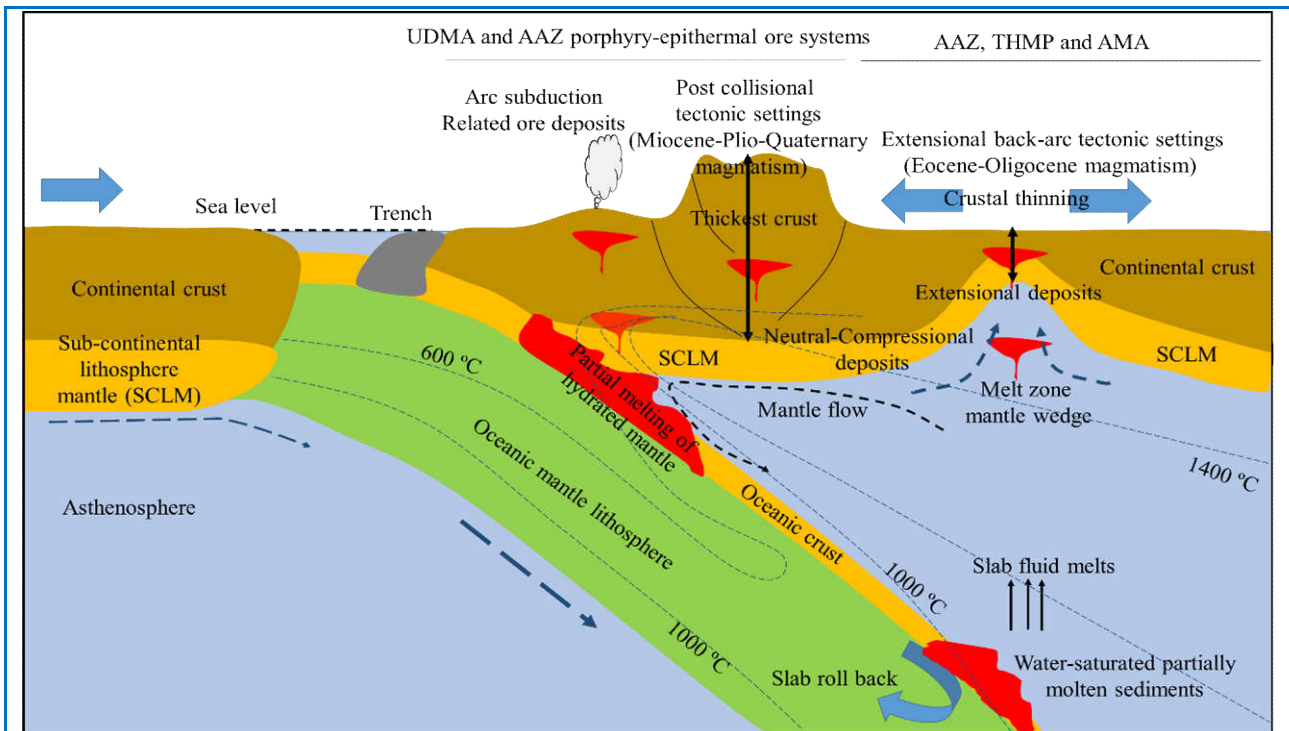 UDMA and AAZ porphyry-epithermal ore systems
AAZ, THMP and AMA
Arc subduction
Related ore deposits
Post collisional
tectonic settings
(Miocene-Plio-Quaternary
magmatism)
Extensional back-arc tectonic settings
(Eocene-Oligocene magmatism)
Crustal thinning
Sea level
Trench
Thickest crust
Continental crust
Continental crust
Extensional deposits
Sub-continental
lithosphere
mantle (SCLM)
600 ºC
Partial melting of
hydrated mantle
SCLM
Neutral-Compressional
deposits
SCLM
Mantle flow
Melt zone
mantle wedge
1400 ºC
Oceanic mantle lithosphere
Asthenosphere
Oceanic crust
1000 ºC
Slab fluid melts
1000 ºC
Slab roll back
Water-saturated partially
molten sediments